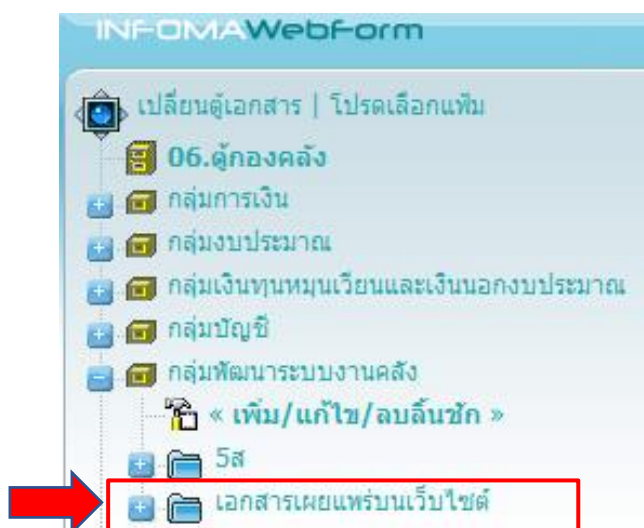 INFOMAWebForm
เปลี่ยนตู้เอกสาร | โปรดเลือกแฟ้ม
06.ตู้กองคลัง
กลุ่มการเงิน
กลุ่มงบประมาณ
กลุ่มเงินทุนหมุนเวียนและเงินนอกงบประมาณ
กลุ่มบัญชี
กลุ่มพัฒนาระบบงานคลัง
« เพิ่ม/แก้ไข/ลบลิ้นชัก »
5ส
เอกสารเผยแพร่บนเว็บไซต์